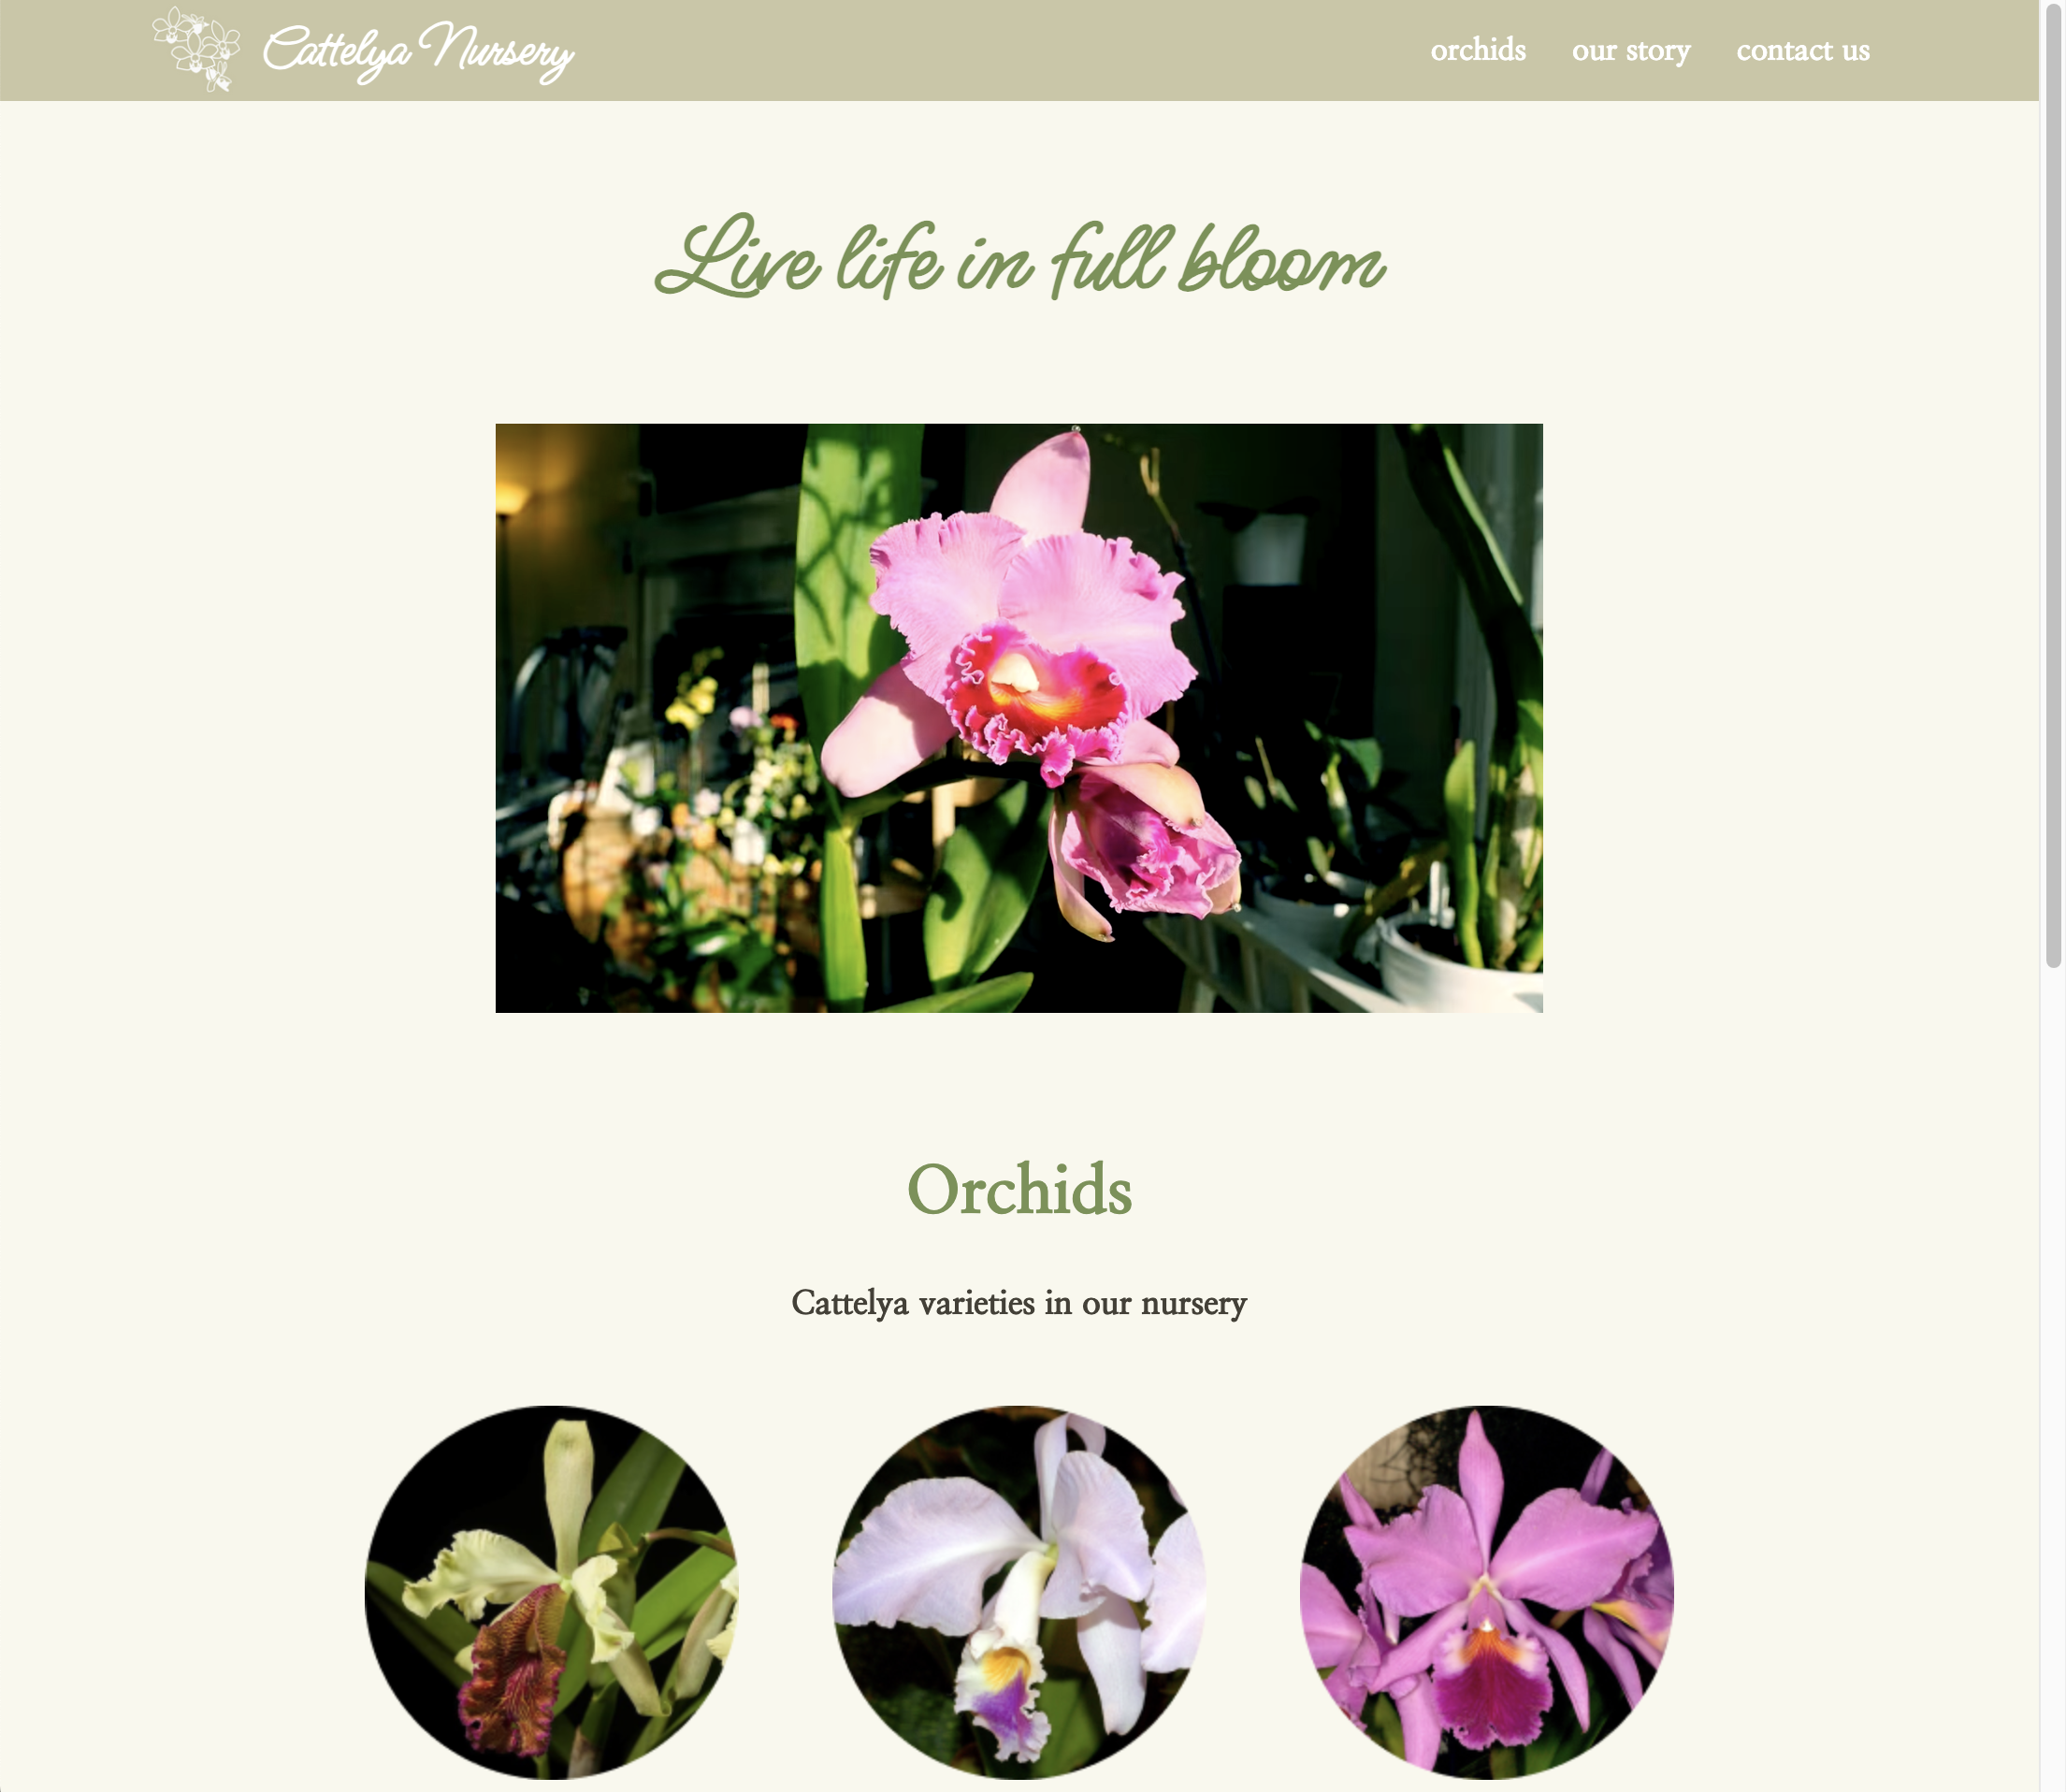 Cattelya Nursery
orchids our story contact us
Live life in full bloom
Orchids
Cattelya varieties in our nursery